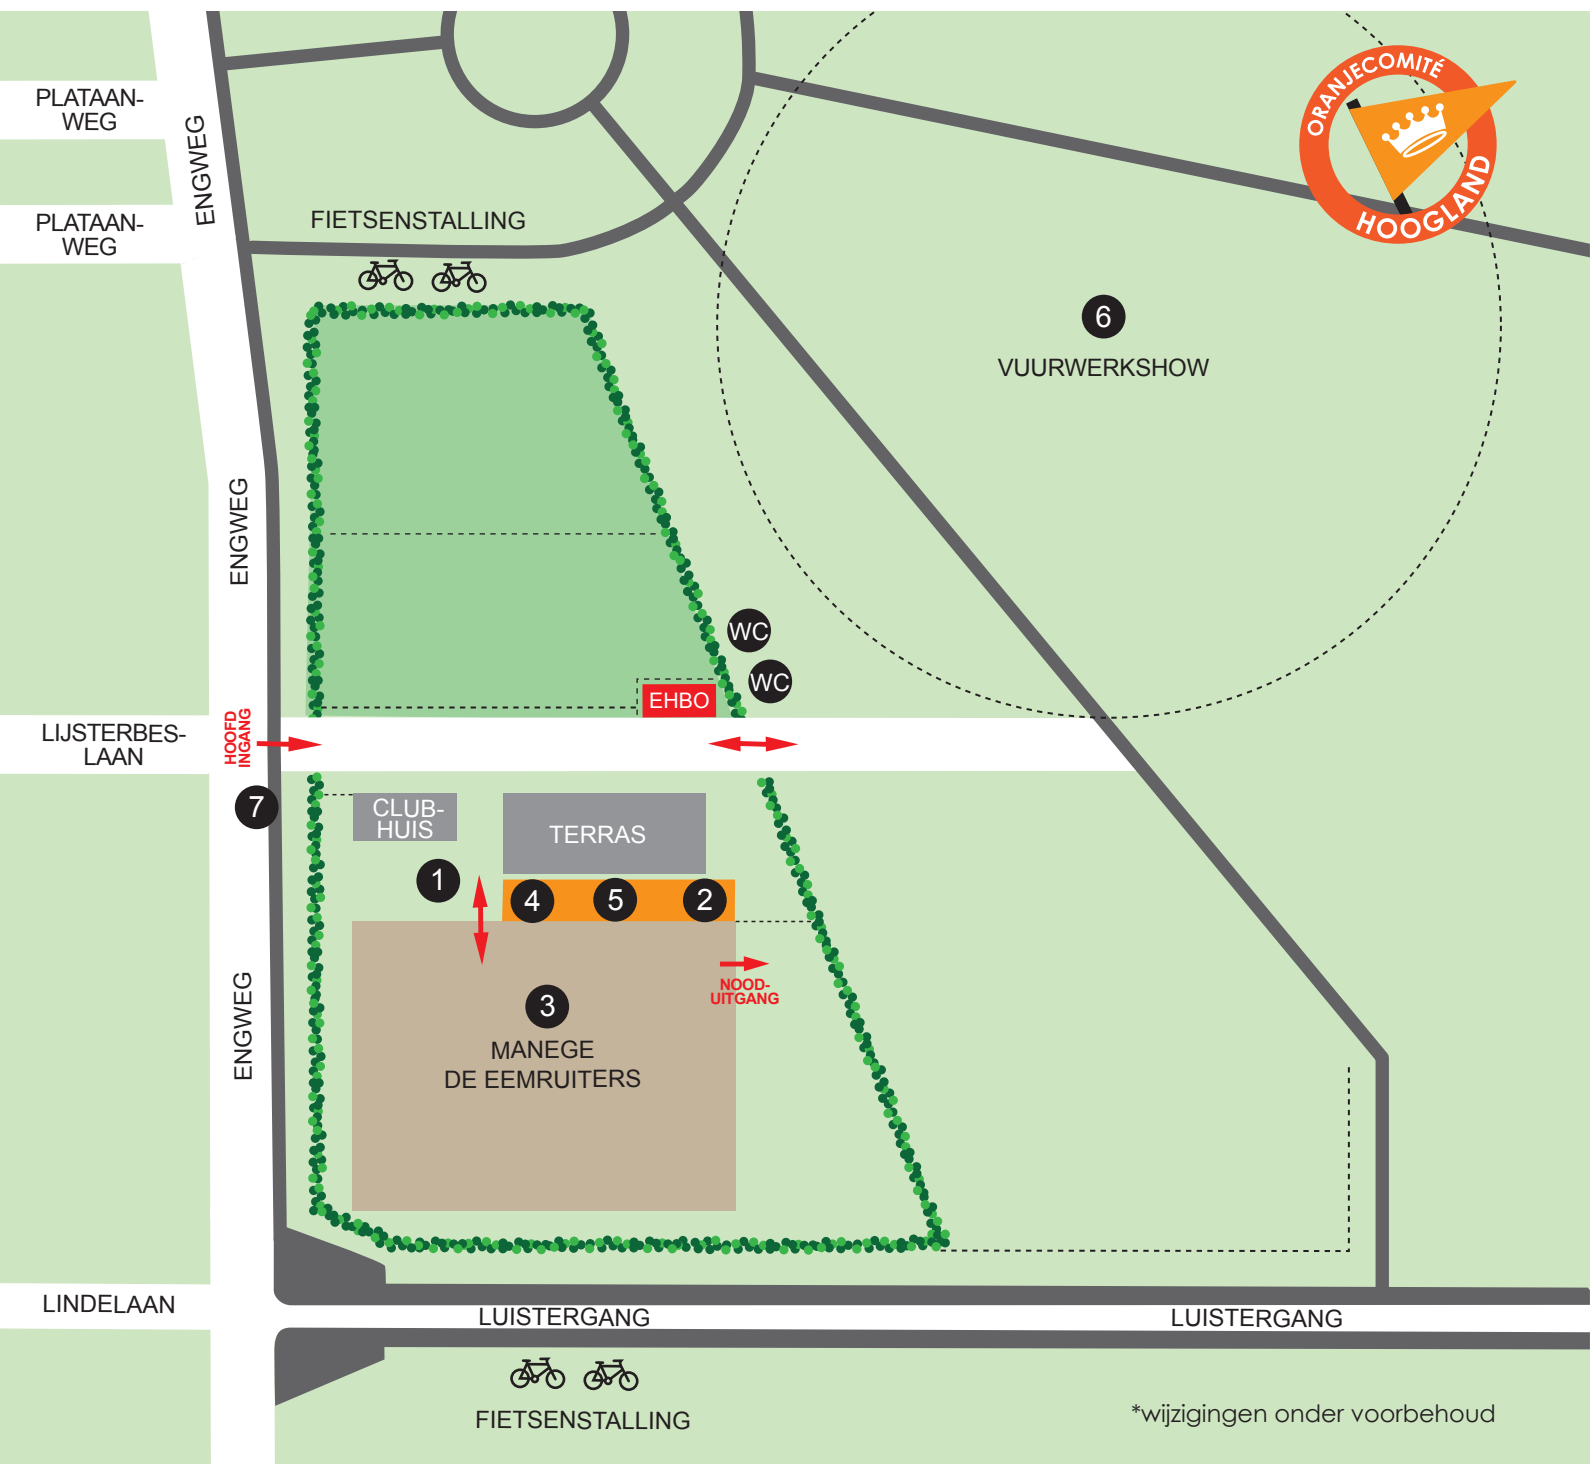 ORANJECOMITÉ
HOOGLAND
PLATAAN-
WEG
ENGWEG
PLATAAN-
WEG
FIETSENSTALLING
6
VUURWERKSHOW
ENGWEG
WC
WC
EHBO
LIJSTERBES-
LAAN
HOOFD
INGANG
7
CLUB-
HUIS
TERRAS
1
4
5
2
NOOD-
UITGANG
3
MANEGE
DE EEMRUITERS
ENGWEG
LINDELAAN
LUISTERGANG
LUISTERGANG
FIETSENSTALLING
*wijzigingen onder voorbehoud